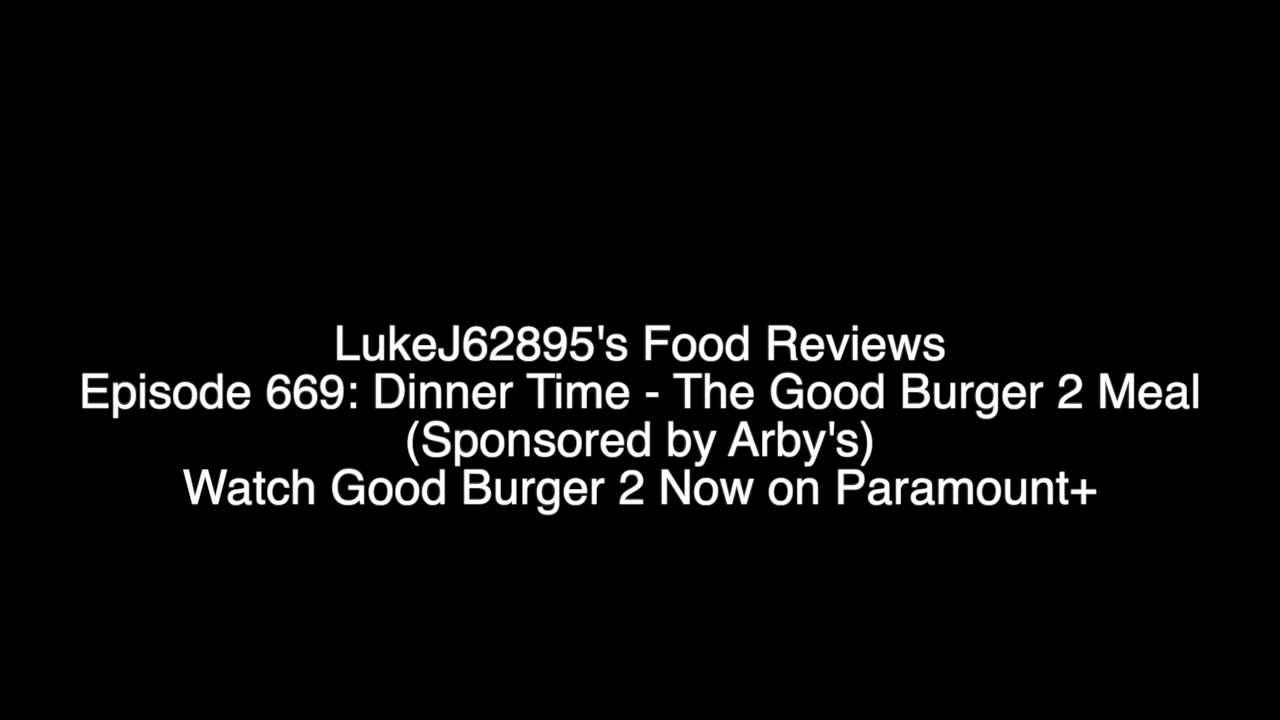 LukeJ62895's Food Reviews
Episode 669: Dinner Time - The Good Burger 2 Meal
(Sponsored by Arby's)
Watch Good Burger 2 Now on Paramount+